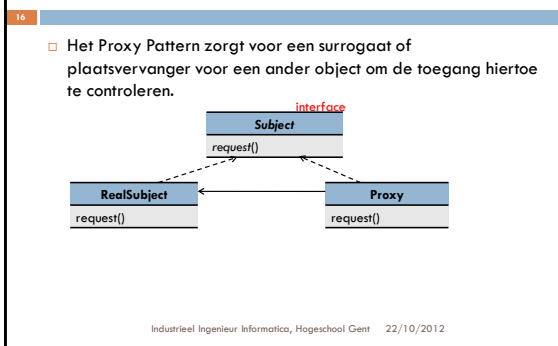 16
Het Proxy Pattern zorgt voor een surrogaat of
plaatsvervanger voor een ander object om de toegang hiertoe
te controleren.
interface
Subject
request()
RealSubject
request()
Proxy
request()
Industrieel Ingenieur Informatica, Hogeschool Gent 22/10/2012